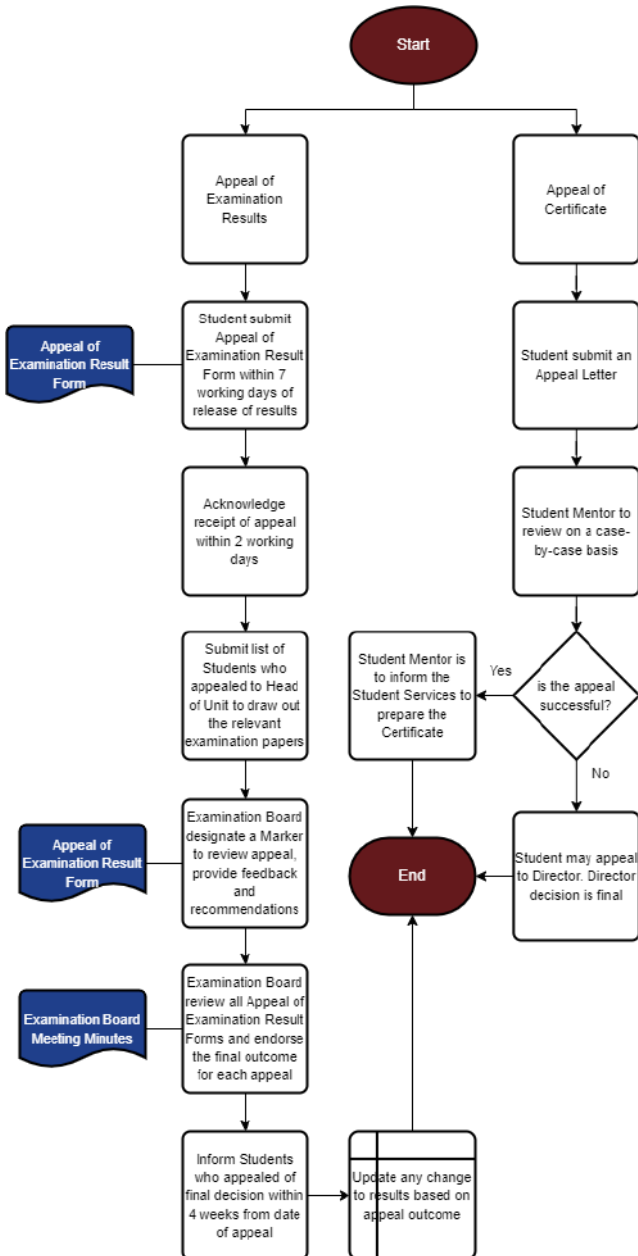 Start
Appeal of
Examination
Results
Appeal of
Certificate
Appeal of
Examination Result
Form
Student submit
Appeal of
Examination Result
Form within 7
working days of
release of results
Student submit an
Appeal Letter
Acknowledge
receipt of appeal
within 2 working
days
Student Mentor to
review on a case-
by-case basis
Submit list of
Students who
appealed to Head
of Unit to draw out
the relevant
examination papers
Student Mentor is
to inform the
Student Services to
prepare the
Certificate
Yes
is the appeal
successful?
No
Appeal of
Examination Result
Form
Examination Board
designate a Marker
to review appeal,
provide feedback
and
recommendations
End
Student may appeal
to Director. Director
decision is final
Examination Board
Meeting Minutes
Examination Board
review all Appeal of
Examination Result
Forms and endorse
the final outcome
for each appeal
Inform Students
who appealed of
final decision within
4 weeks from date
of appeal
Update any change
to results based on
appeal outcome